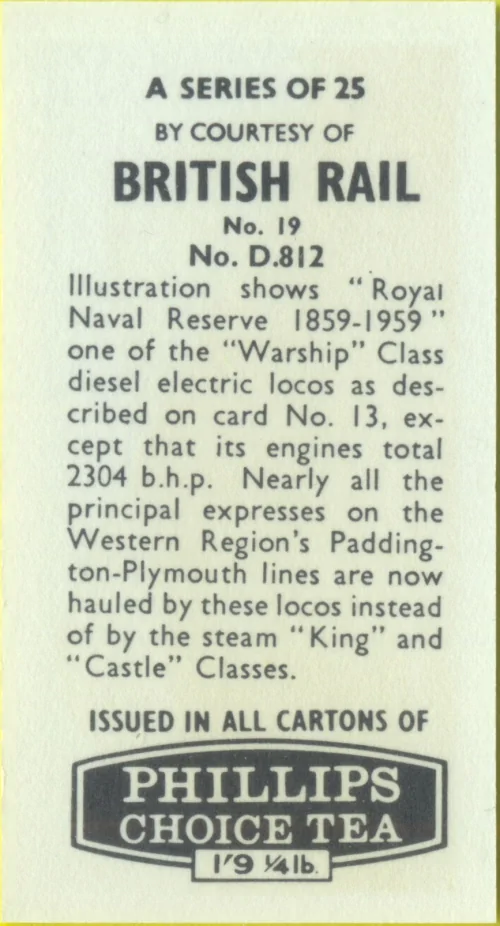 A SERIES OF 25
BY COURTESY OF
BRITISH RAIL
No. 19
No. D.812
Illustration shows "Royal
Naval Reserve 1859-1959"
one of the "Warship" Class
diesel electric locos as des-
cribed on card No. 13, ex-
cept that its engines total
2304 b.h.p. Nearly all the
principal expresses on the
Western Region's Padding-
ton-Plymouth lines are now
hauled by these locos instead
of by the steam "King" and
"Castle" Classes.
ISSUED IN ALL CARTONS OF
PHILLIPS
CHOICE TEA
1'9 ¼ lb.